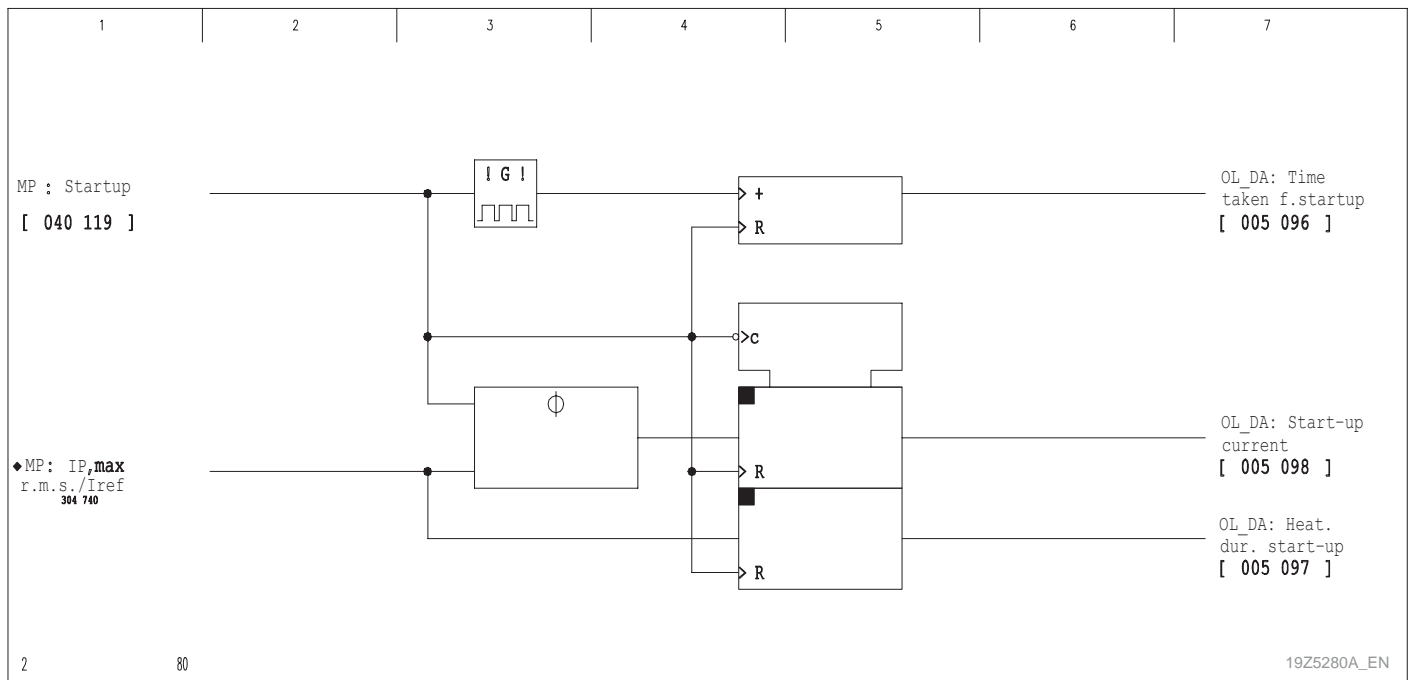 1 2 3 4 5 6 7
! G !
MP : Startup
[ 040 119 ]
+
R
OL_DA: Time
taken f.startup
[ 005 096 ]
C
R
OL_DA: Start-up
current
[ 005 098 ]
◆MP: IP,max
r.m.s./Iref
304 740
R
OL_DA: Heat.
dur. start-up
[ 005 097 ]
2 80
19Z5280A_EN